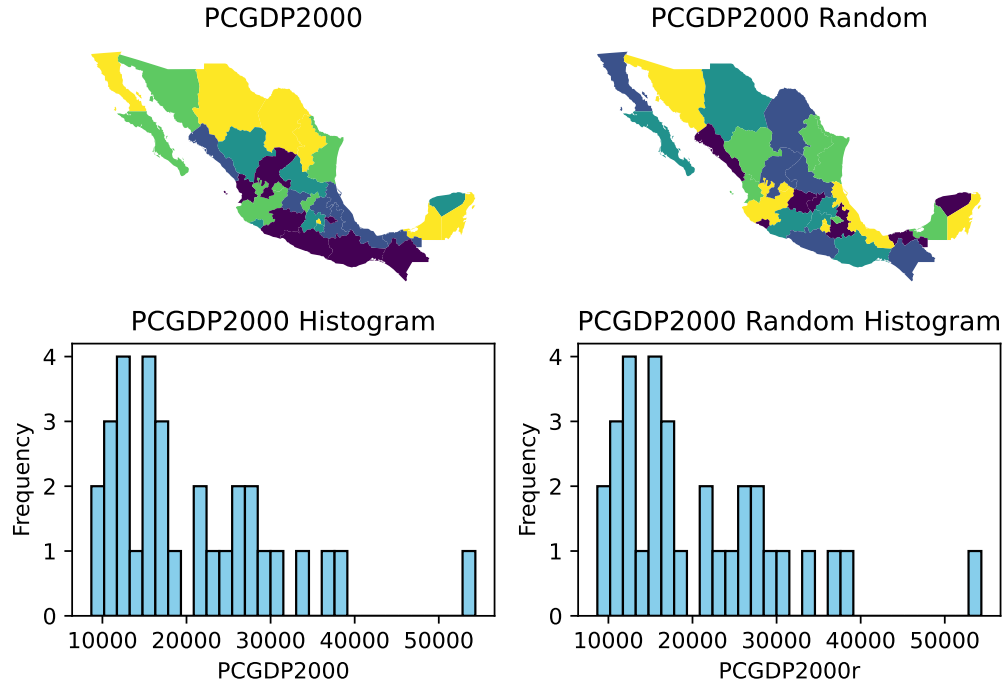 PCGDP2000
PCGDP2000 Random
PCGDP2000 Histogram
4
3
2
1
0
Frequency
10000 20000 30000 40000 50000
PCGDP2000
PCGDP2000 Random Histogram
4
3
2
1
0
Frequency
10000 20000 30000 40000 50000
PCGDP2000r